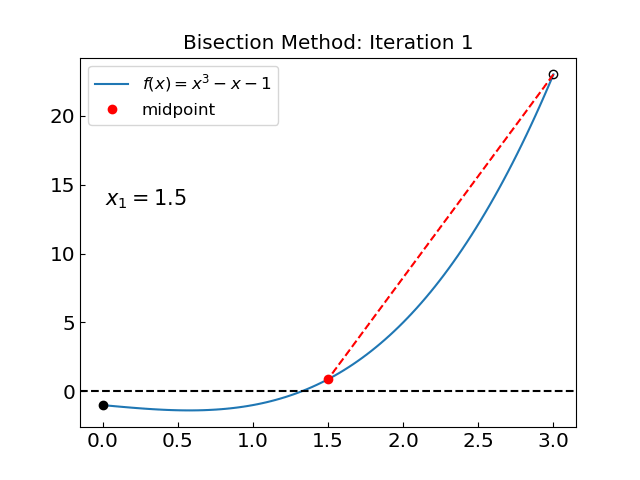 Bisection Method: Iteration 1
f(x) = x³ − x − 1
midpoint
x₁ = 1.5
20
15
10
5
0
0.0 0.5 1.0 1.5 2.0 2.5 3.0